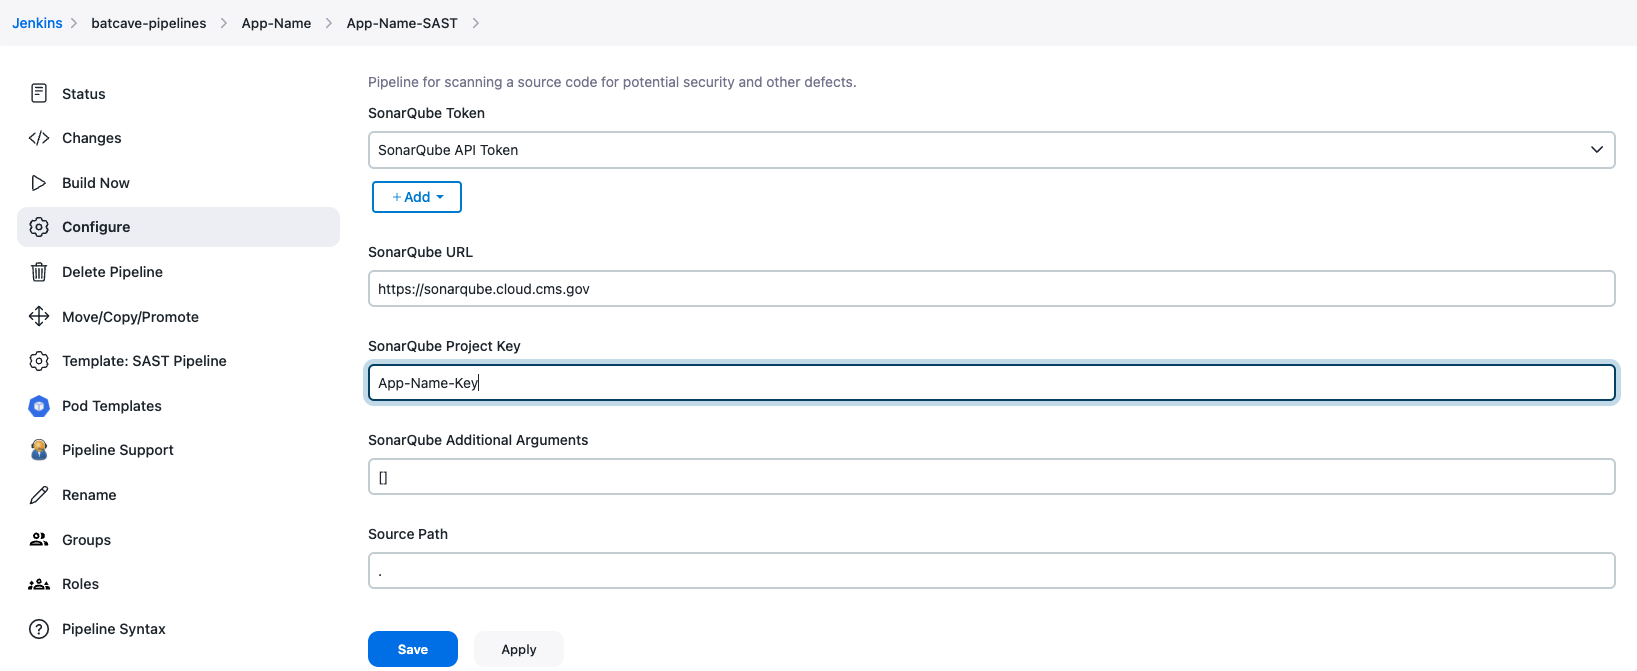 Jenkins > batcave-pipelines > App-Name > App-Name-SAST >
Status
Changes
Build Now
Configure
Delete Pipeline
Move/Copy/Promote
Template: SAST Pipeline
Pod Templates
Pipeline Support
Rename
Groups
Roles
Pipeline Syntax
Pipeline for scanning a source code for potential security and other defects.
SonarQube Token
SonarQube API Token
+ Add
SonarQube URL
https://sonarqube.cloud.cms.gov
SonarQube Project Key
App-Name-Key
SonarQube Additional Arguments
[]
Source Path
.
Save
Apply